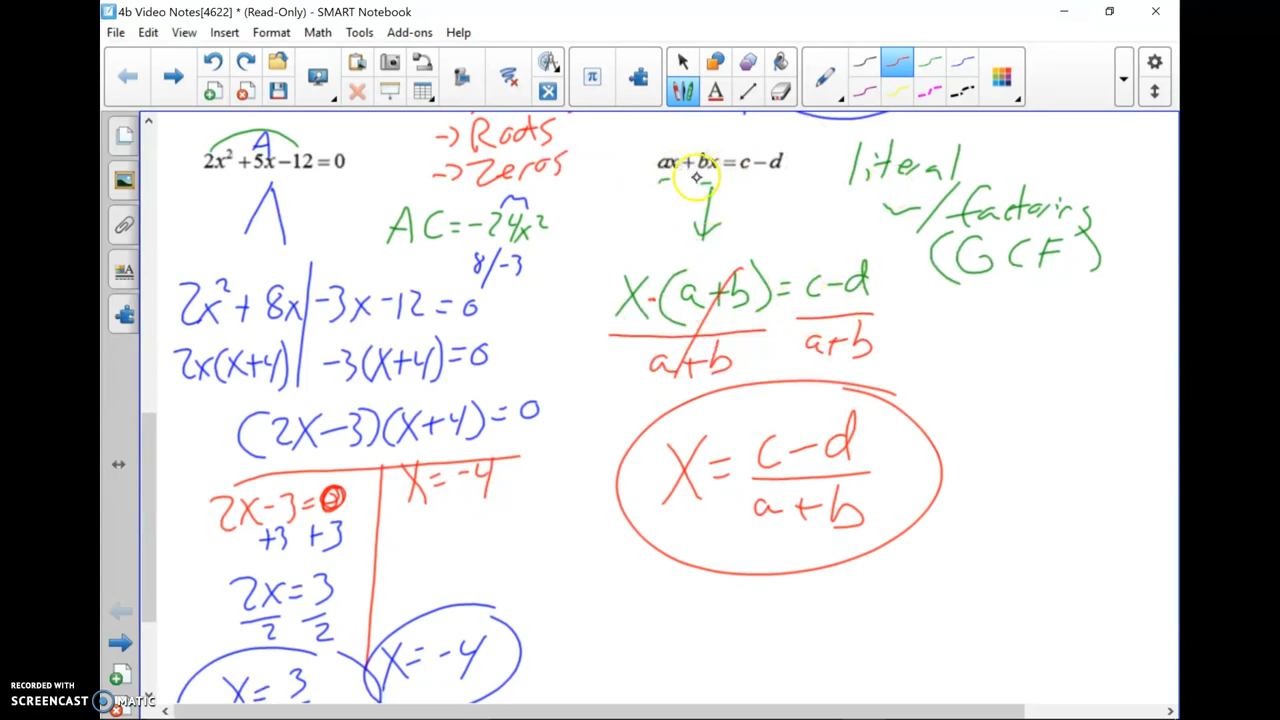 4b Video Notes[4622] * (Read-Only) - SMART Notebook
File Edit View Insert Format Math Tools Add-ons Help
→ Roots
→ Zeros
A
2x² + 5x − 12 = 0
AC = -24x²
8/-3
2x² + 8x | -3x - 12 = 0
2x(x+4) | -3(x+4) = 0
(2x-3)(x+4) = 0
2x-3=0
+3 +3
2x = 3
2 2
x = 3
x = -4
x = -4
ax + bx = c − d
literal
w/ factoring
(GCF)
x·(a+b) = c-d
a+b a+b
x = c-d
a+b
RECORDED WITH
SCREENCAST MATIC